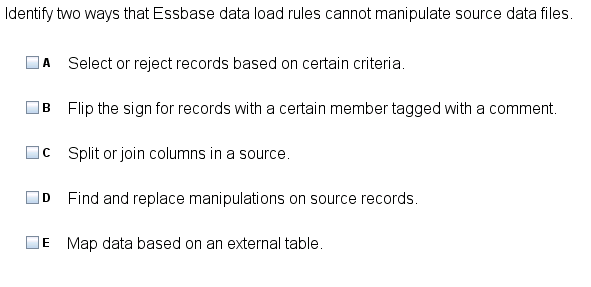 Identify two ways that Essbase data load rules cannot manipulate source data files.
A Select or reject records based on certain criteria.
B Flip the sign for records with a certain member tagged with a comment.
C Split or join columns in a source.
D Find and replace manipulations on source records.
E Map data based on an external table.